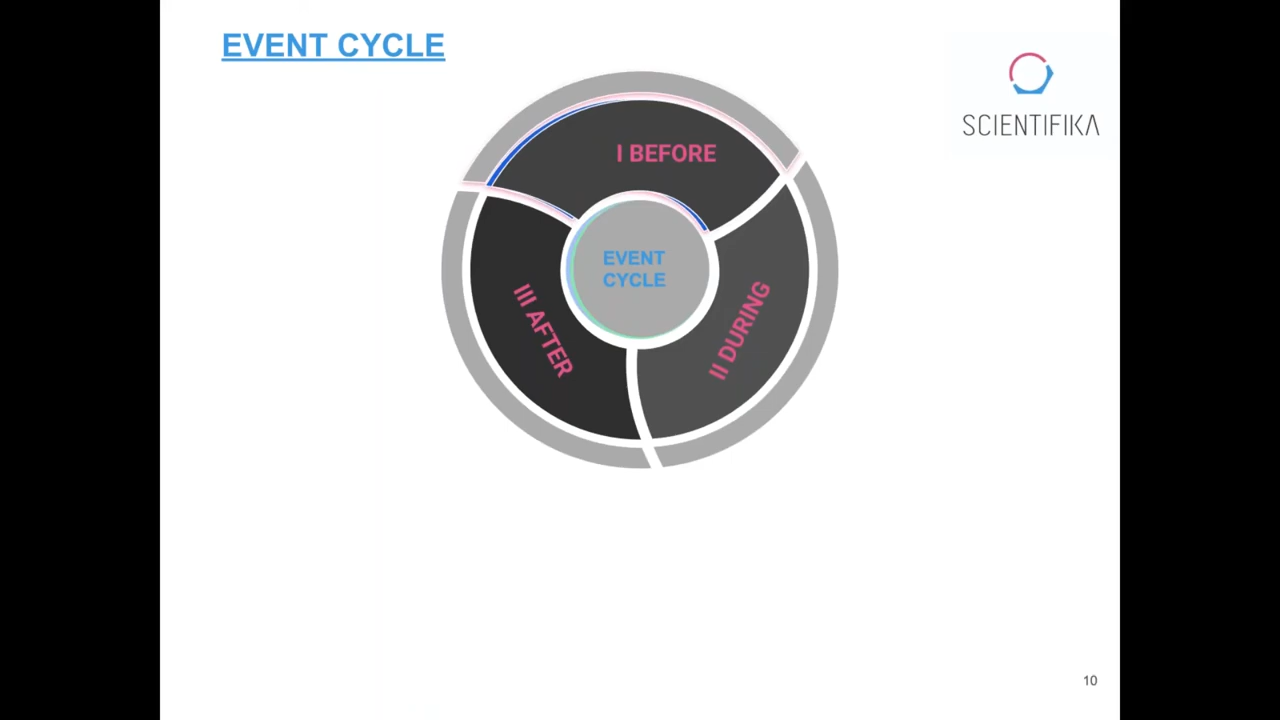 EVENT CYCLE
SCIENTIFIKA
I BEFORE
EVENT
CYCLE
III AFTER
II DURING
10